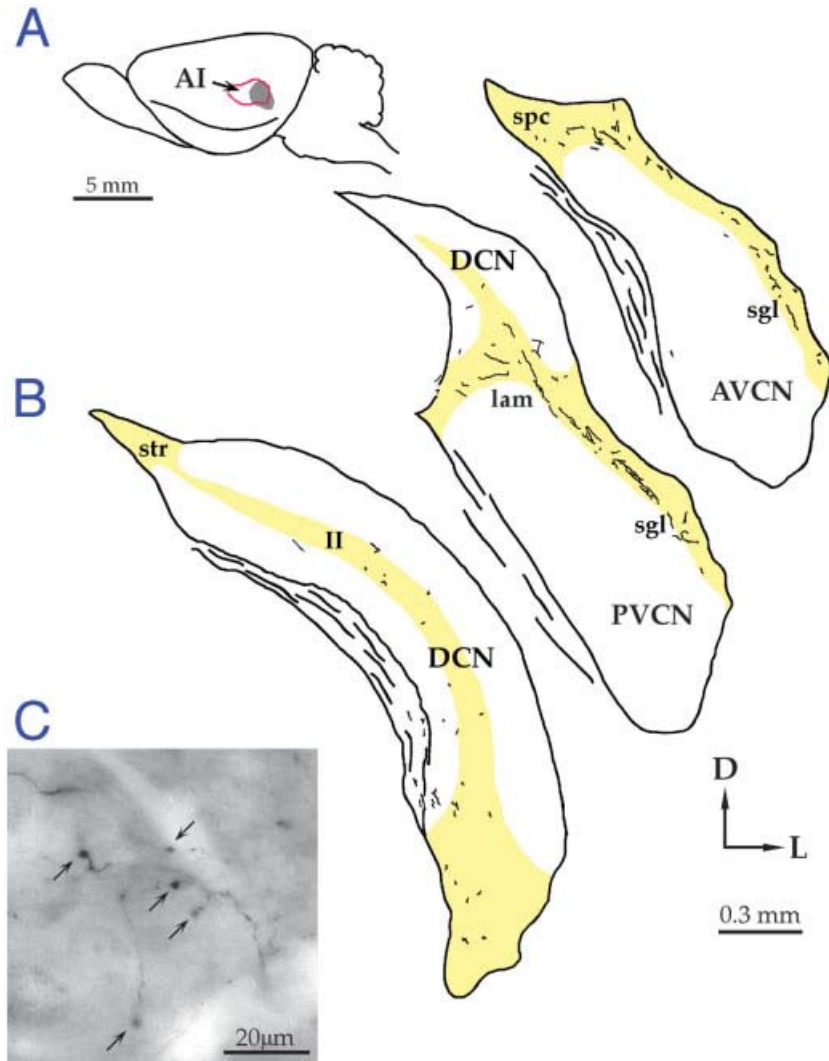 A
AI
5 mm
spc
sgl
AVCN
DCN
lam
sgl
PVCN
B
str
II
DCN
C
20μm
D
L
0.3 mm